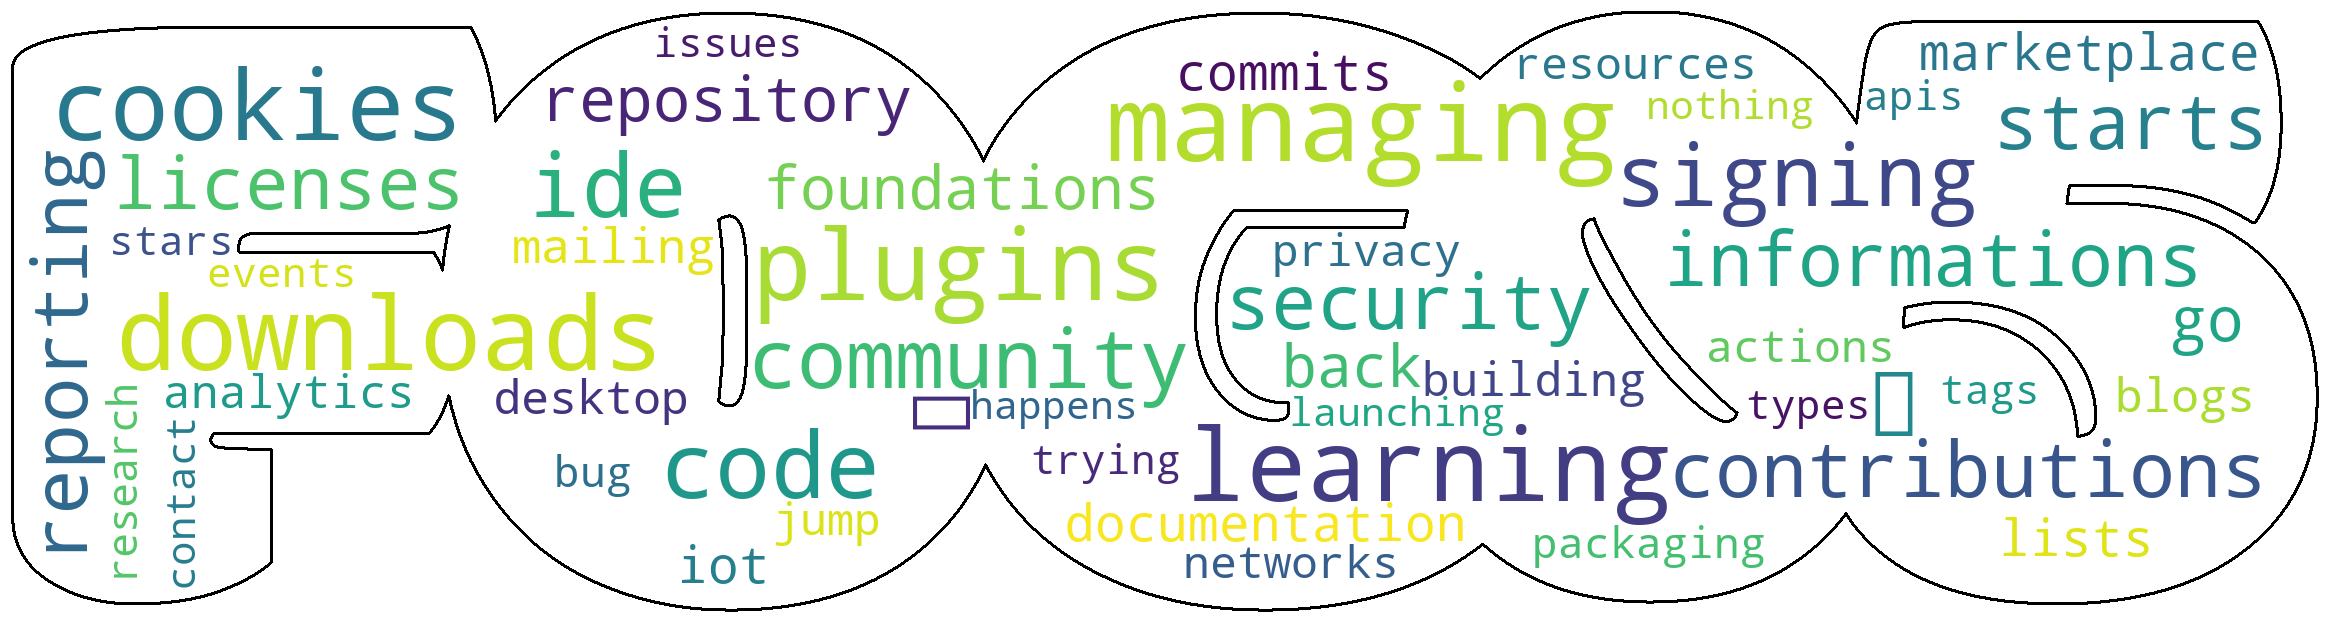 issues
commits
resources
marketplace
cookies
repository
managing
nothing
apis
starts
licenses
ide
foundations
signing
reporting
stars
mailing
plugins
privacy
informations
events
security
downloads
community
back
building
actions
go
research
analytics
desktop
happens
launching
types
tags
blogs
contact
bug
code
trying
learning
contributions
jump
documentation
packaging
lists
iot
networks